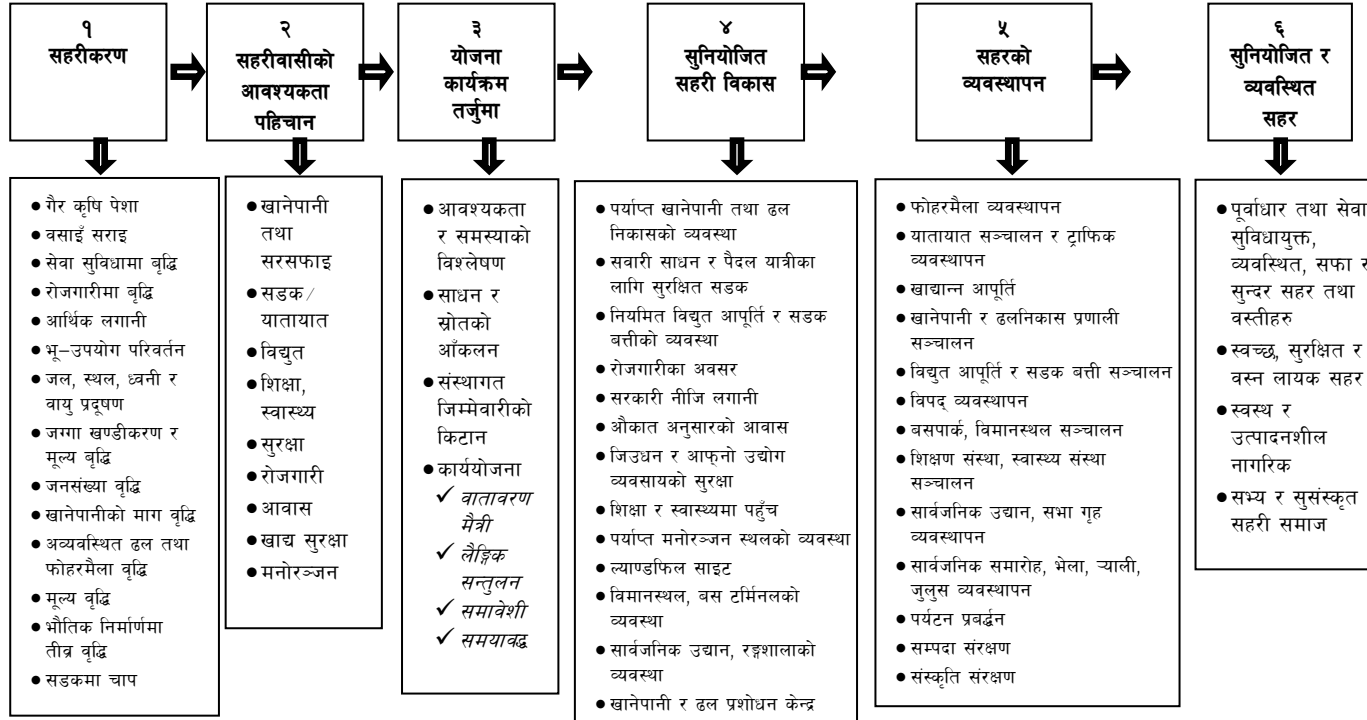 १
सहरीकरण
२
सहरीवासीको
आवश्यकता
पहिचान
३
योजना
कार्यक्रम
तर्जुमा
४
सुनियोजित
सहरी विकास
५
सहरको
व्यवस्थापन
६
सुनियोजित र
व्यवस्थित
सहर
● गैर कृषि पेशा
● वसाइँ सराइ
● सेवा सुविधामा बृद्धि
● रोजगारीमा बृद्धि
● आर्थिक लगानी
● भू–उपयोग परिवर्तन
● जल, स्थल, ध्वनी र
वायु प्रदूषण
● जग्गा खण्डीकरण र
मूल्य बृद्धि
● जनसंख्या वृद्धि
● खानेपानीको माग वृद्धि
● अव्यवस्थित ढल तथा
फोहरमैला वृद्धि
● मूल्य वृद्धि
● भौतिक निर्मार्णमा
तीव्र वृद्धि
● सडकमा चाप
● खानेपानी
तथा
सरसफाइ
● सडक/
यातायात
● विद्युत
● शिक्षा,
स्वास्थ्य
● सुरक्षा
● रोजगारी
● आवास
● खाद्य सुरक्षा
● मनोरञ्जन
● आवश्यकता
र समस्याको
विश्लेषण
● साधन र
स्रोतको
आँकलन
● संस्थागत
जिम्मेवारीको
किटान
● कार्ययोजना
✓ वातावरण
मैत्री
✓ लैङ्गिक
सन्तुलन
✓ समावेशी
✓ समयावद्ध
● पर्याप्त खानेपानी तथा ढल
निकासको व्यवस्था
● सवारी साधन र पैदल यात्रीका
लागि सुरक्षित सडक
● नियमित विद्युत आपूर्ति र सडक
बत्तीको व्यवस्था
● रोजगारीका अवसर
● सरकारी नीजि लगानी
● औकात अनुसारको आवास
● जिउधन र आफ्नो उद्योग
व्यवसायको सुरक्षा
● शिक्षा र स्वास्थ्यमा पहुँच
● पर्याप्त मनोरञ्जन स्थलको व्यवस्था
● ल्याण्डफिल साइट
● विमानस्थल, बस टर्मिनलको
व्यवस्था
● सार्वजनिक उद्यान, रङ्गशालाको
व्यवस्था
● खानेपानी र ढल प्रशोधन केन्द्र
● फोहरमैला व्यवस्थापन
● यातायात सञ्चालन र ट्राफिक
व्यवस्थापन
● खाद्यान्न आपूर्ति
● खानेपानी र ढलनिकास प्रणाली
सञ्चालन
● विद्युत आपूर्ति र सडक बत्ती सञ्चालन
● विपद् व्यवस्थापन
● बसपार्क, विमानस्थल सञ्चालन
● शिक्षण संस्था, स्वास्थ्य संस्था
सञ्चालन
● सार्वजनिक उद्यान, सभा गृह
व्यवस्थापन
● सार्वजनिक समारोह, भेला, ऱ्याली,
जुलुस व्यवस्थापन
● पर्यटन प्रबर्द्धन
● सम्पदा संरक्षण
● संस्कृति संरक्षण
● पूर्वाधार तथा सेवा
सुविधायुक्त,
व्यवस्थित, सफा र
सुन्दर सहर तथा
वस्तीहरु
● स्वच्छ, सुरक्षित र
वस्न लायक सहर
● स्वस्थ र
उत्पादनशील
नागरिक
● सभ्य र सुसंस्कृत
सहरी समाज